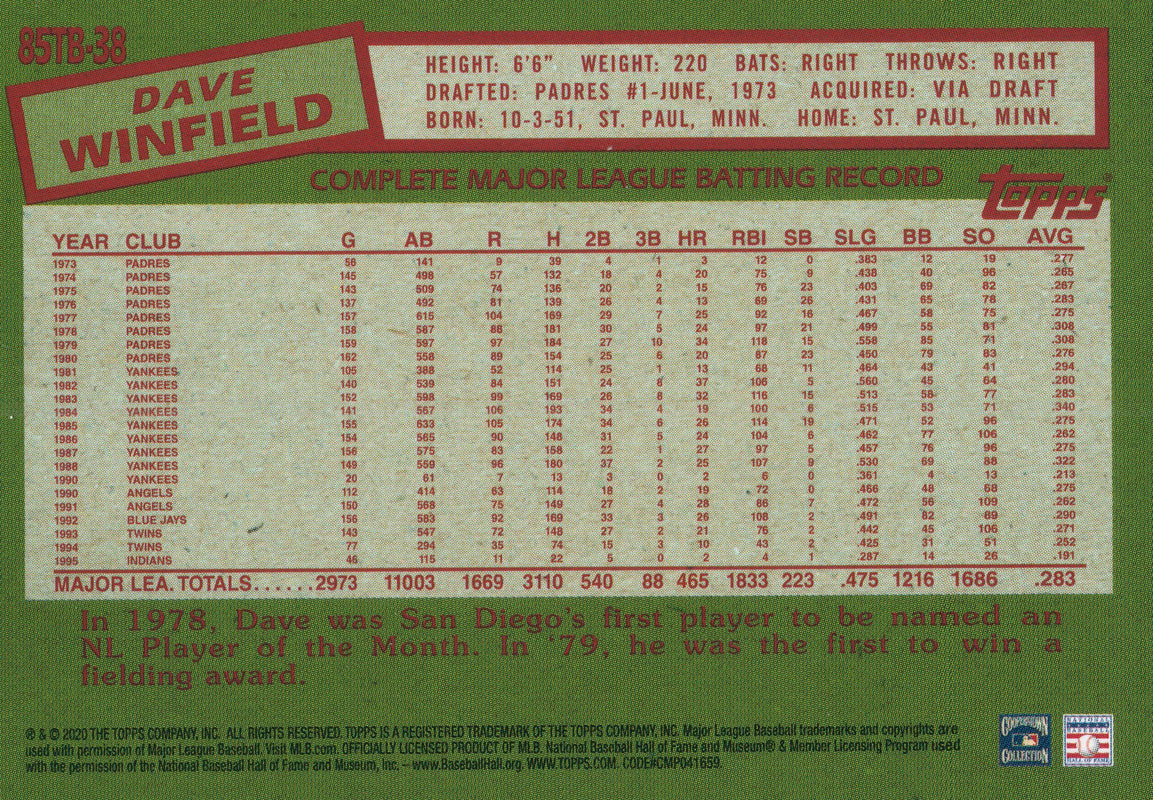 85TB-38
DAVE
WINFIELD
HEIGHT: 6'6" WEIGHT: 220 BATS: RIGHT THROWS: RIGHT
DRAFTED: PADRES #1-JUNE, 1973 ACQUIRED: VIA DRAFT
BORN: 10-3-51, ST. PAUL, MINN. HOME: ST. PAUL, MINN.
COMPLETE MAJOR LEAGUE BATTING RECORD
Topps®
YEAR CLUB G AB R H 2B 3B HR RBI SB SLG BB SO AVG
1973 PADRES 56 141 9 39 4 1 3 12 0 .383 12 19 .277
1974 PADRES 145 498 57 132 18 4 20 75 9 .438 40 96 .265
1975 PADRES 143 509 74 136 20 2 15 76 23 .403 69 82 .267
1976 PADRES 137 492 81 139 26 4 13 69 26 .431 65 78 .283
1977 PADRES 157 615 104 169 29 7 25 92 16 .467 58 75 .275
1978 PADRES 158 587 88 181 30 5 24 97 21 .499 55 81 .308
1979 PADRES 159 597 97 184 27 10 34 118 15 .558 85 71 .308
1980 PADRES 162 558 89 154 25 6 20 87 23 .450 79 83 .276
1981 YANKEES 105 388 52 114 25 1 13 68 11 .464 43 41 .294
1982 YANKEES 140 539 84 151 24 8 37 106 5 .560 45 64 .280
1983 YANKEES 152 598 99 169 26 8 32 116 15 .513 58 77 .283
1984 YANKEES 141 567 106 193 34 4 19 100 6 .515 53 71 .340
1985 YANKEES 155 633 105 174 34 6 26 114 19 .471 52 96 .275
1986 YANKEES 154 565 90 148 31 5 24 104 6 .462 77 106 .262
1987 YANKEES 156 575 83 158 22 1 27 97 5 .457 76 96 .275
1988 YANKEES 149 559 96 180 37 2 25 107 9 .530 69 88 .322
1990 YANKEES 20 61 7 13 3 0 2 6 0 .361 4 13 .213
1990 ANGELS 112 414 63 114 18 2 19 72 0 .466 48 68 .275
1991 ANGELS 150 568 75 149 27 4 28 86 7 .472 56 109 .262
1992 BLUE JAYS 156 583 92 169 33 3 26 108 2 .491 82 89 .290
1993 TWINS 143 547 72 148 27 2 21 76 2 .442 45 106 .271
1994 TWINS 77 294 35 74 15 3 10 43 2 .425 31 51 .252
1995 INDIANS 46 115 11 22 5 0 2 4 1 .287 14 26 .191
MAJOR LEA. TOTALS......2973 11003 1669 3110 540 88 465 1833 223 .475 1216 1686 .283
In 1978, Dave was San Diego's first player to be named an
NL Player of the Month. In '79, he was the first to win a
fielding award.
® & © 2020 THE TOPPS COMPANY, INC. ALL RIGHTS RESERVED. TOPPS IS A REGISTERED TRADEMARK OF THE TOPPS COMPANY, INC. Major League Baseball trademarks and copyrights are
used with permission of Major League Baseball. Visit MLB.com. OFFICIALLY LICENSED PRODUCT OF MLB. National Baseball Hall of Fame and Museum® & Member Licensing Program used
with the permission of the National Baseball Hall of Fame and Museum, Inc. – www.BaseballHall.org. WWW.TOPPS.COM. CODE#CMP041659.
COOPERSTOWN
COLLECTION
NATIONAL
BASEBALL
HALL OF FAME